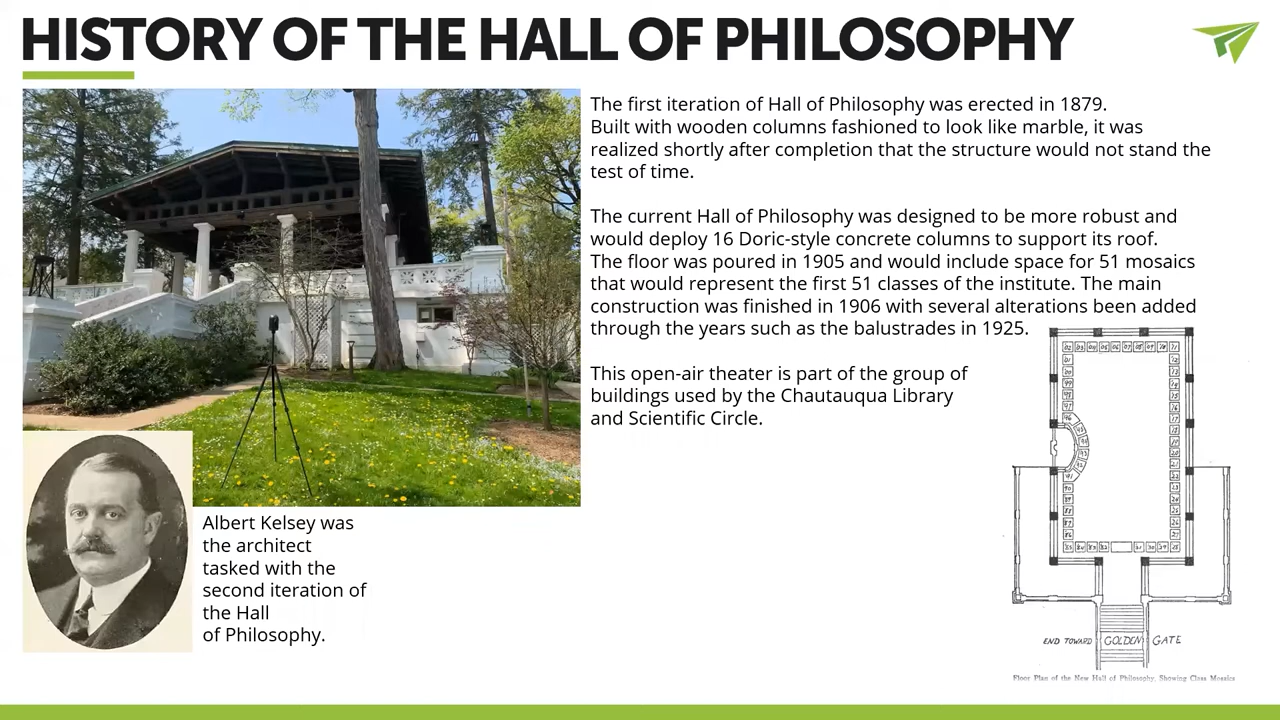 HISTORY OF THE HALL OF PHILOSOPHY
The first iteration of Hall of Philosophy was erected in 1879.
Built with wooden columns fashioned to look like marble, it was
realized shortly after completion that the structure would not stand the
test of time.
The current Hall of Philosophy was designed to be more robust and
would deploy 16 Doric-style concrete columns to support its roof.
The floor was poured in 1905 and would include space for 51 mosaics
that would represent the first 51 classes of the institute. The main
construction was finished in 1906 with several alterations been added
through the years such as the balustrades in 1925.
This open-air theater is part of the group of
buildings used by the Chautauqua Library
and Scientific Circle.
Albert Kelsey was
the architect
tasked with the
second iteration of
the Hall
of Philosophy.
END TOWARD GOLDEN GATE
Floor Plan of the New Hall of Philosophy, Showing Class Mosaics